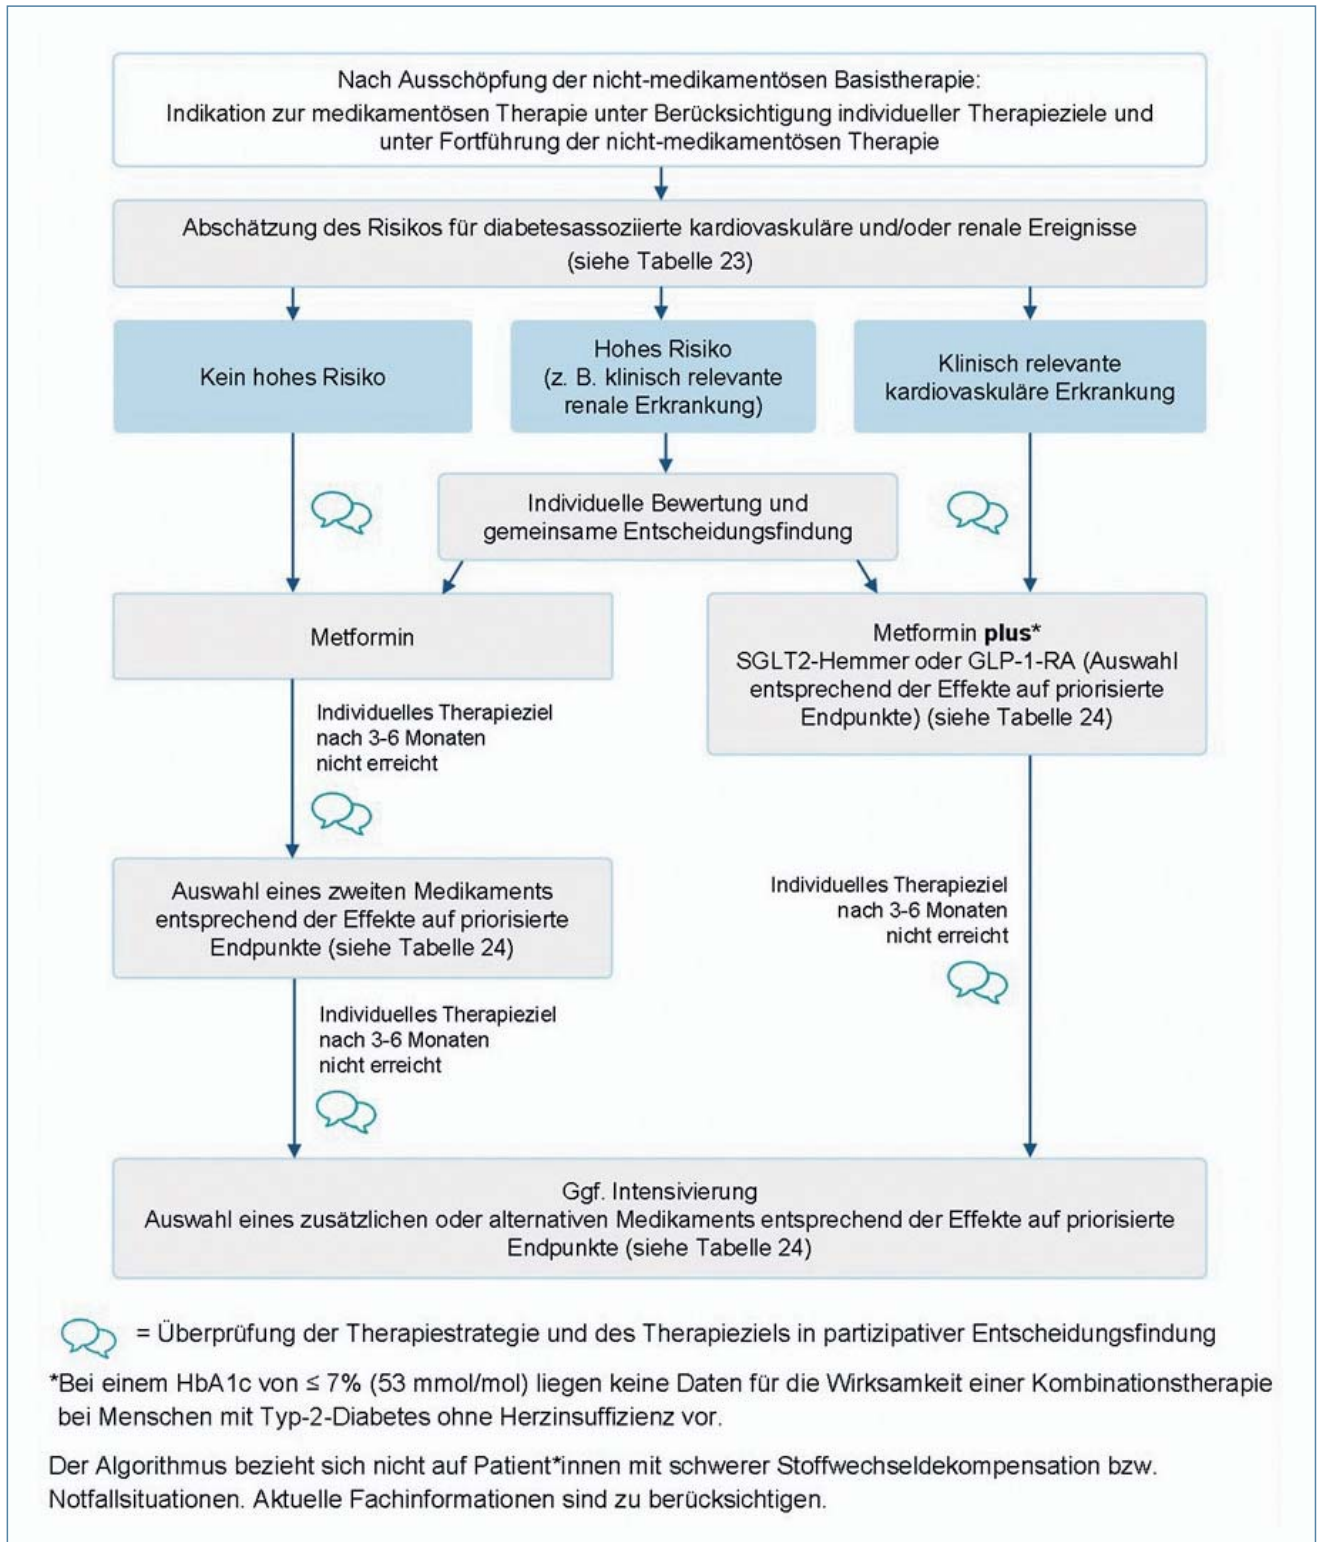 Nach Ausschöpfung der nicht-medikamentösen Basistherapie:
Indikation zur medikamentösen Therapie unter Berücksichtigung individueller Therapieziele und
unter Fortführung der nicht-medikamentösen Therapie
Abschätzung des Risikos für diabetesassoziierte kardiovaskuläre und/oder renale Ereignisse
(siehe Tabelle 23)
Kein hohes Risiko
Hohes Risiko
(z. B. klinisch relevante
renale Erkrankung)
Klinisch relevante
kardiovaskuläre Erkrankung
Individuelle Bewertung und
gemeinsame Entscheidungsfindung
Metformin
Metformin plus*
SGLT2-Hemmer oder GLP-1-RA (Auswahl
entsprechend der Effekte auf priorisierte
Endpunkte) (siehe Tabelle 24)
Individuelles Therapieziel
nach 3-6 Monaten
nicht erreicht
Auswahl eines zweiten Medikaments
entsprechend der Effekte auf priorisierte
Endpunkte (siehe Tabelle 24)
Individuelles Therapieziel
nach 3-6 Monaten
nicht erreicht
Individuelles Therapieziel
nach 3-6 Monaten
nicht erreicht
Ggf. Intensivierung
Auswahl eines zusätzlichen oder alternativen Medikaments entsprechend der Effekte auf priorisierte
Endpunkte (siehe Tabelle 24)
= Überprüfung der Therapiestrategie und des Therapieziels in partizipativer Entscheidungsfindung
*Bei einem HbA1c von ≤ 7% (53 mmol/mol) liegen keine Daten für die Wirksamkeit einer Kombinationstherapie
bei Menschen mit Typ-2-Diabetes ohne Herzinsuffizienz vor.
Der Algorithmus bezieht sich nicht auf Patient*innen mit schwerer Stoffwechseldekompensation bzw.
Notfallsituationen. Aktuelle Fachinformationen sind zu berücksichtigen.